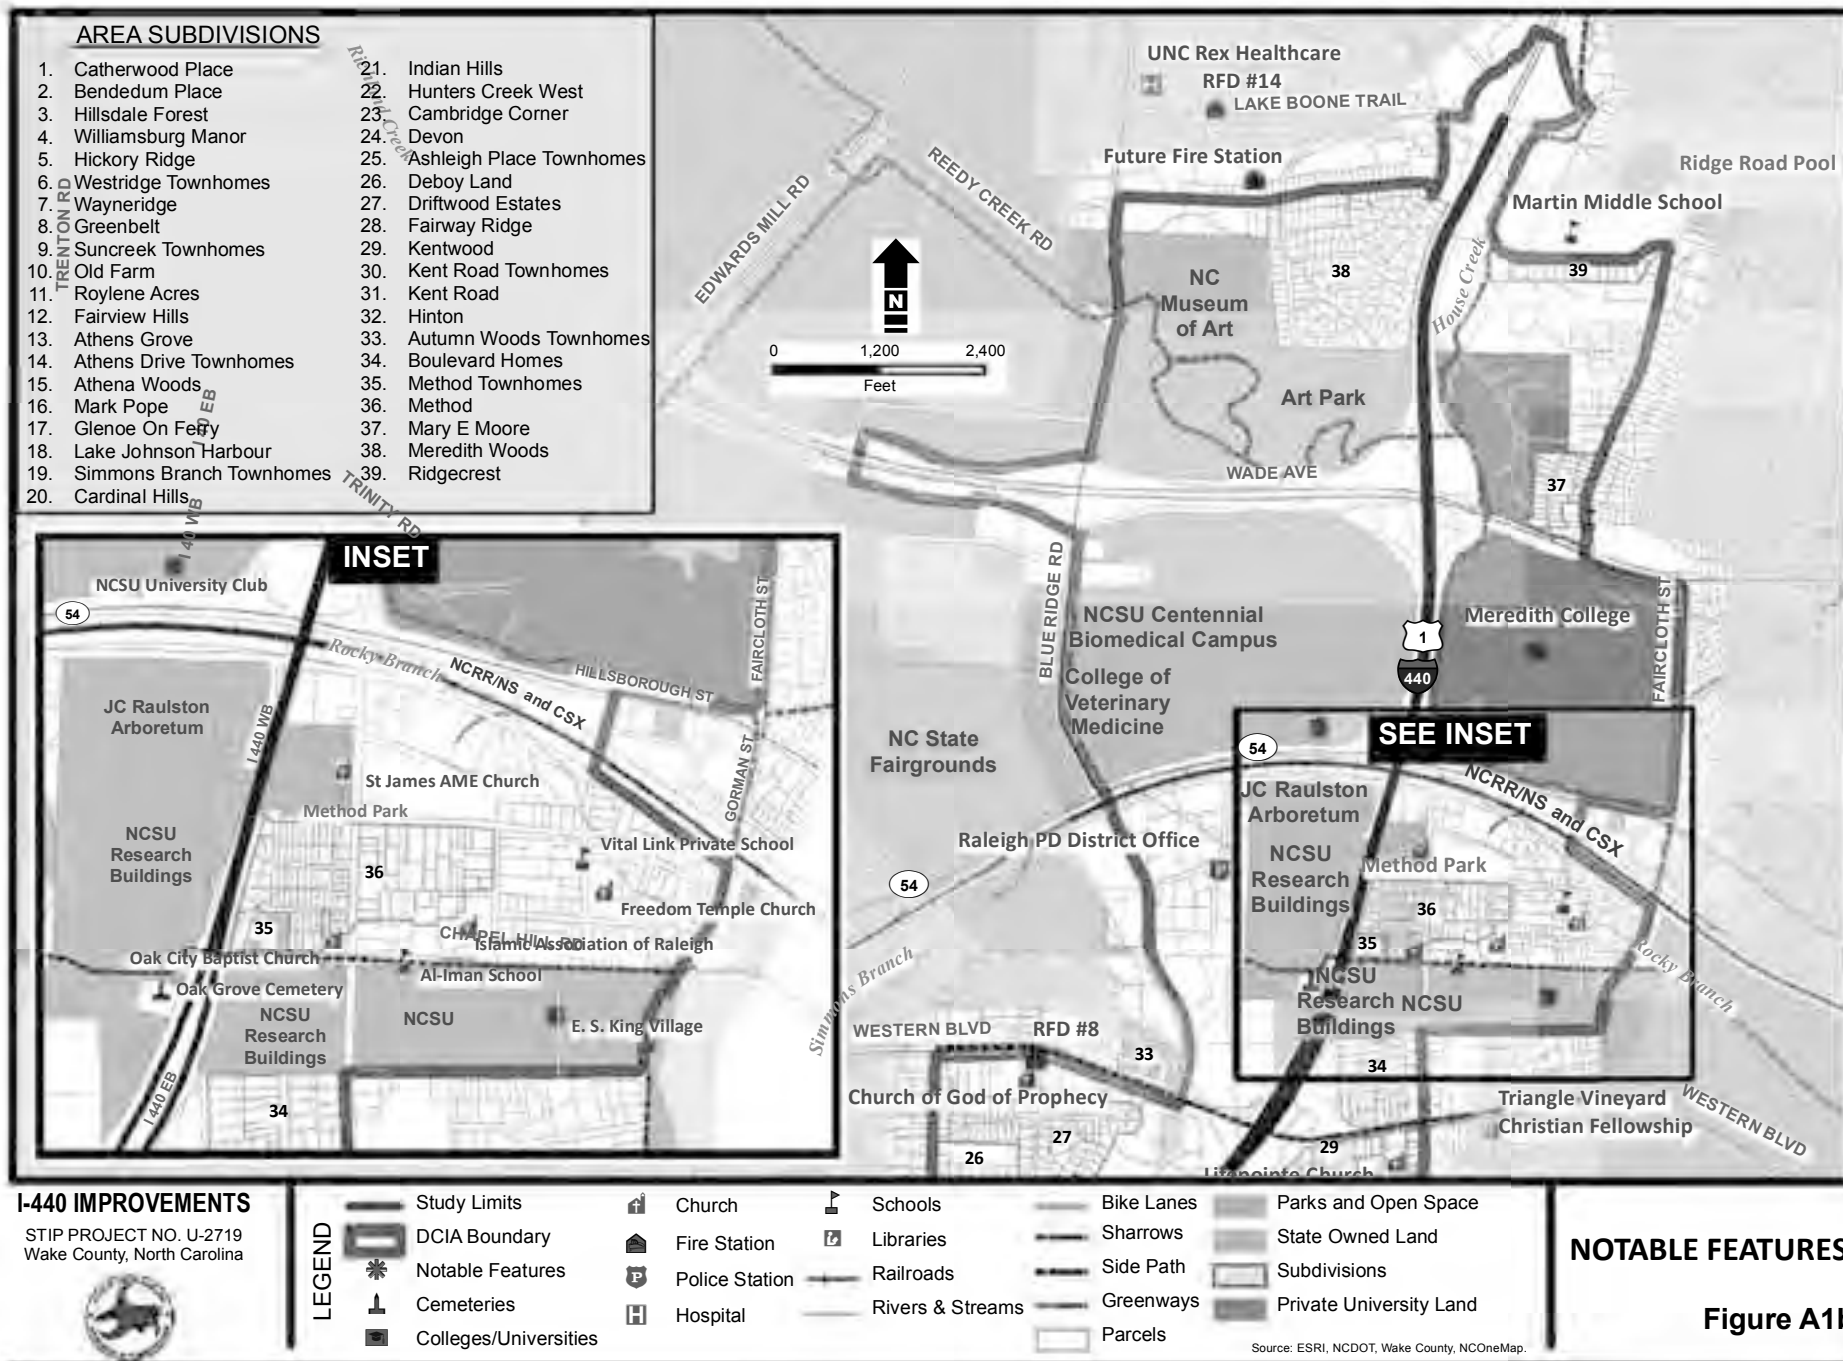 AREA SUBDIVISIONS
1. Catherwood Place
2. Bendedum Place
3. Hillsdale Forest
4. Williamsburg Manor
5. Hickory Ridge
6. Westridge Townhomes
7. Wayneridge
8. Greenbelt
9. Suncreek Townhomes
10. Old Farm
11. Roylene Acres
12. Fairview Hills
13. Athens Grove
14. Athens Drive Townhomes
15. Athena Woods
16. Mark Pope
17. Glenoe On Ferry
18. Lake Johnson Harbour
19. Simmons Branch Townhomes
20. Cardinal Hills
21. Indian Hills
22. Hunters Creek West
23. Cambridge Corner
24. Devon
25. Ashleigh Place Townhomes
26. Deboy Land
27. Driftwood Estates
28. Fairway Ridge
29. Kentwood
30. Kent Road Townhomes
31. Kent Road
32. Hinton
33. Autumn Woods Townhomes
34. Boulevard Homes
35. Method Townhomes
36. Method
37. Mary E Moore
38. Meredith Woods
39. Ridgecrest
Richland Creek
TRENTON RD
I 40 EB
I 40 WB
TRINITY RD
UNC Rex Healthcare
RFD #14
LAKE BOONE TRAIL
Future Fire Station
Ridge Road Pool
Martin Middle School
REEDY CREEK RD
EDWARDS MILL RD
N
0 1,200 2,400
Feet
NC
Museum
of Art
38
39
House Creek
Art Park
WADE AVE
37
BLUE RIDGE RD
NCSU Centennial
Biomedical Campus
College of
Veterinary
Medicine
Meredith College
FAIRCLOTH ST
1
440
NC State
Fairgrounds
SEE INSET
54
JC Raulston
Arboretum
NCRR/NS and CSX
Raleigh PD District Office
NCSU
Research
Buildings
Method Park
54
36
35
Rocky Branch
NCSU
Research
Buildings
NCSU
Simmons Branch
WESTERN BLVD
RFD #8
33
34
Church of God of Prophecy
Triangle Vineyard
Christian Fellowship
WESTERN BLVD
27
26
29
Lifepointe Church
INSET
NCSU University Club
54
Rocky Branch
NCRR/NS and CSX
HILLSBOROUGH ST
FAIRCLOTH ST
JC Raulston
Arboretum
I 440 WB
St James AME Church
GORMAN ST
Method Park
NCSU
Research
Buildings
Vital Link Private School
36
Freedom Temple Church
35
CHAPEL HILL RD
Islamic Association of Raleigh
Oak City Baptist Church
Al-Iman School
Oak Grove Cemetery
NCSU
Research
Buildings
NCSU
E. S. King Village
I 440 EB
34
I-440 IMPROVEMENTS
STIP PROJECT NO. U-2719
Wake County, North Carolina
LEGEND
Study Limits
DCIA Boundary
Notable Features
Cemeteries
Colleges/Universities
Church
Fire Station
Police Station
Hospital
Schools
Libraries
Railroads
Rivers & Streams
Bike Lanes
Sharrows
Side Path
Greenways
Parcels
Parks and Open Space
State Owned Land
Subdivisions
Private University Land
Source: ESRI, NCDOT, Wake County, NCOneMap.
NOTABLE FEATURES
Figure A1b